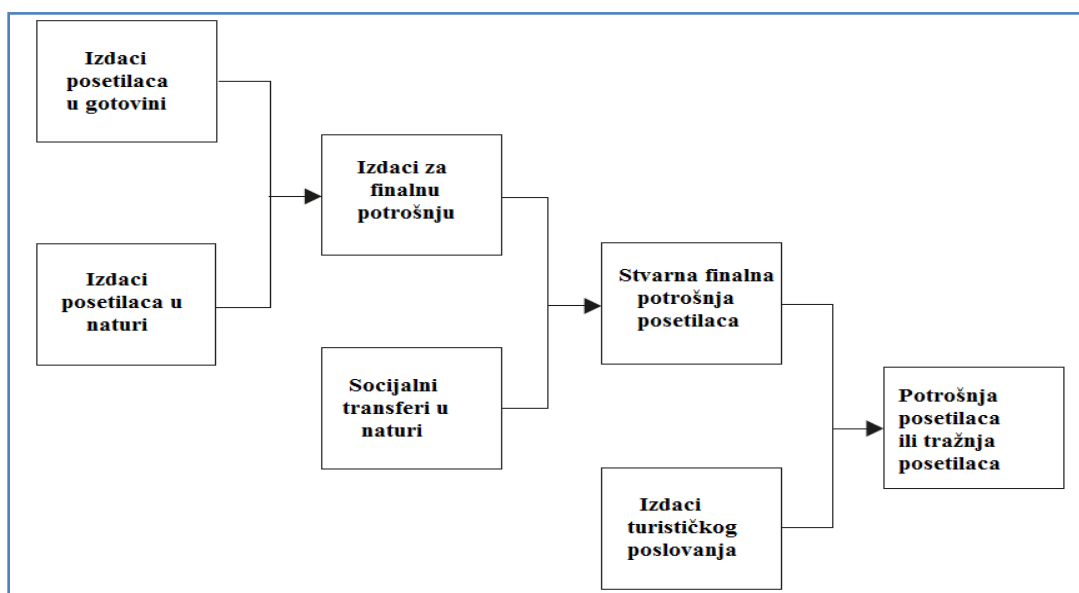 Izdaci
posetilaca
u gotovini
Izdaci
posetilaca u
naturi
Izdaci za
finalnu
potrošnju
Socijalni
transferi u
naturi
Stvarna finalna
potrošnja
posetilaca
Izdaci
turističkog
poslovanja
Potrošnja
posetilaca
ili tražnja
posetilaca